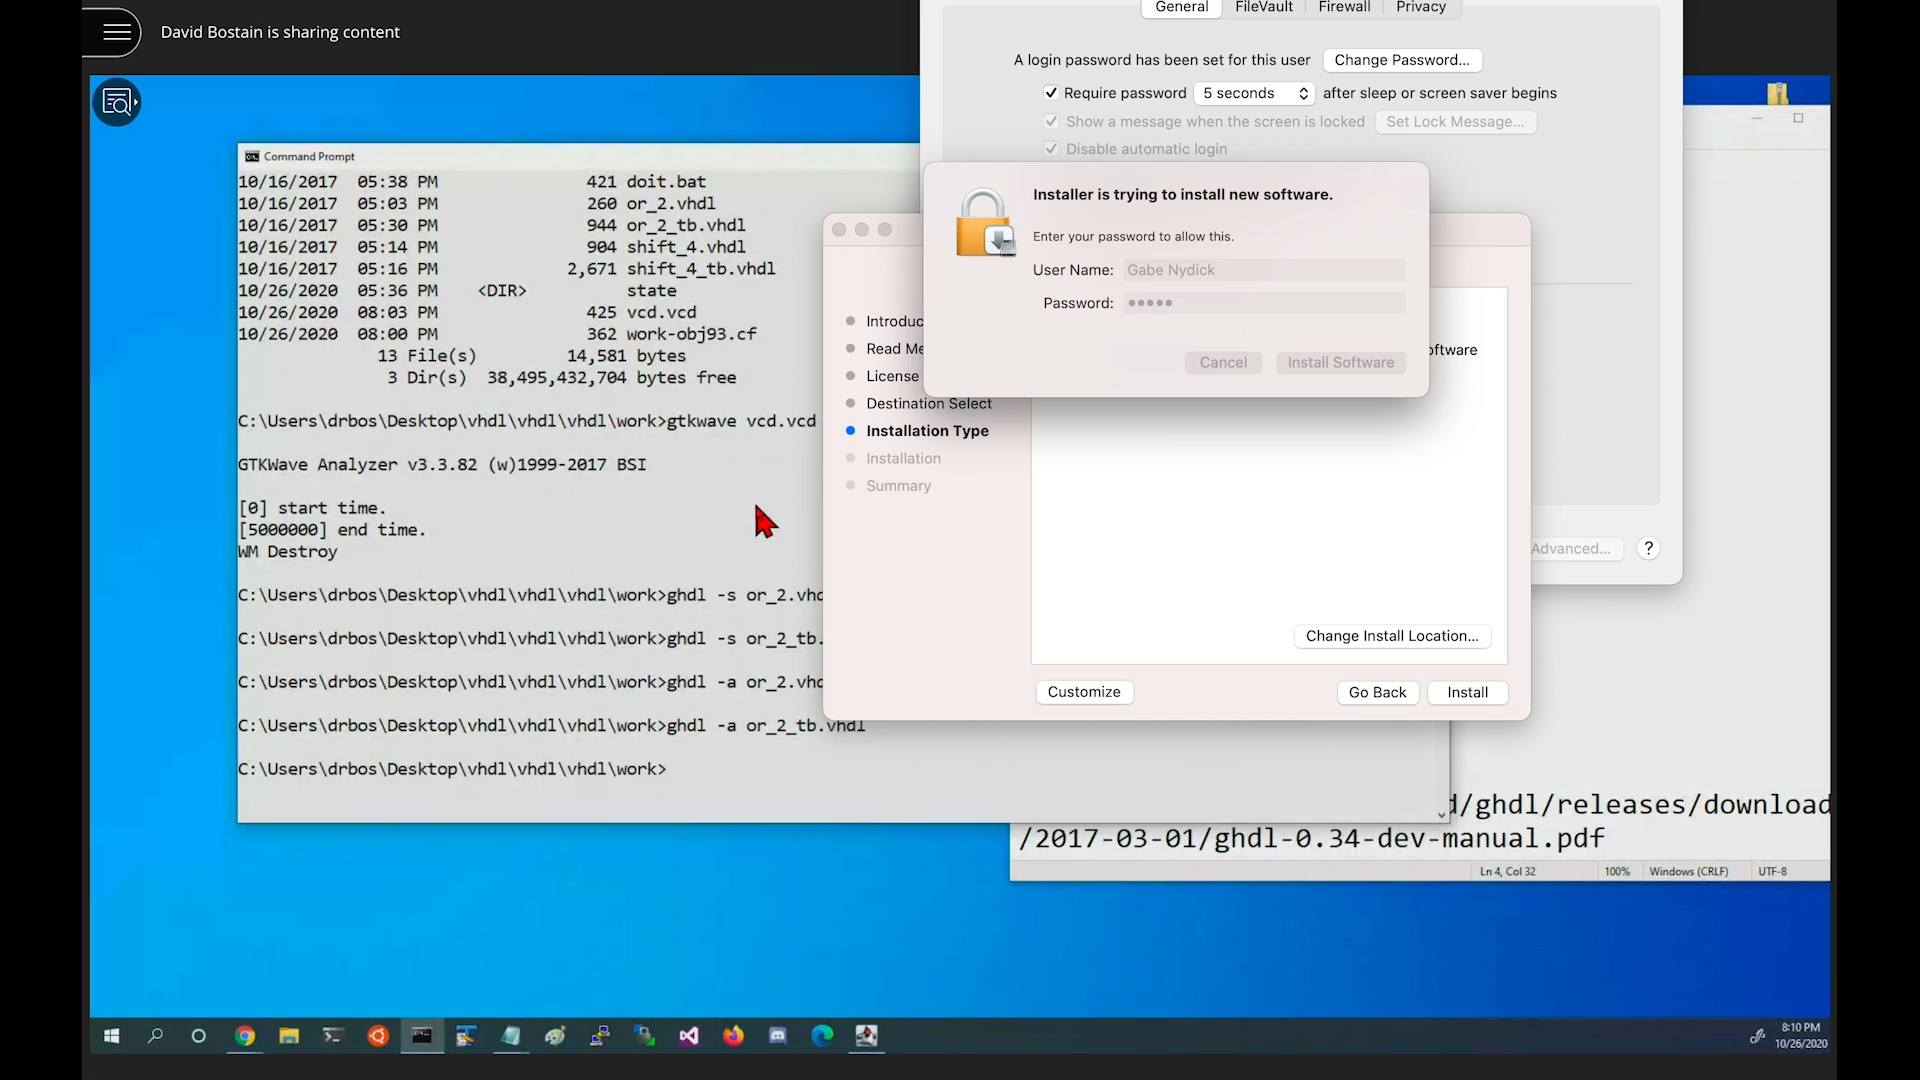 David Bostain is sharing content
General FileVault Firewall Privacy
A login password has been set for this user Change Password...
Require password 5 seconds after sleep or screen saver begins
Show a message when the screen is locked Set Lock Message...
Disable automatic login
Advanced... ?
Installer is trying to install new software.
Enter your password to allow this.
User Name: Gabe Nydick
Password: •••••
Cancel Install Software
Introduc
Read Me
License
Destination Select
Installation Type
Installation
Summary
oftware
Change Install Location...
Customize Go Back Install
Command Prompt
10/16/2017 05:38 PM 421 doit.bat
10/16/2017 05:03 PM 260 or_2.vhdl
10/16/2017 05:30 PM 944 or_2_tb.vhdl
10/16/2017 05:14 PM 904 shift_4.vhdl
10/16/2017 05:16 PM 2,671 shift_4_tb.vhdl
10/26/2020 05:36 PM <DIR> state
10/26/2020 08:03 PM 425 vcd.vcd
10/26/2020 08:00 PM 362 work-obj93.cf
13 File(s) 14,581 bytes
3 Dir(s) 38,495,432,704 bytes free
C:\Users\drbos\Desktop\vhdl\vhdl\vhdl\work>gtkwave vcd.vcd
GTKWave Analyzer v3.3.82 (w)1999-2017 BSI
[0] start time.
[5000000] end time.
WM Destroy
C:\Users\drbos\Desktop\vhdl\vhdl\vhdl\work>ghdl -s or_2.vhd
C:\Users\drbos\Desktop\vhdl\vhdl\vhdl\work>ghdl -s or_2_tb.
C:\Users\drbos\Desktop\vhdl\vhdl\vhdl\work>ghdl -a or_2.vhd
C:\Users\drbos\Desktop\vhdl\vhdl\vhdl\work>ghdl -a or_2_tb.vhdl
C:\Users\drbos\Desktop\vhdl\vhdl\vhdl\work>
d/ghdl/releases/download
/2017-03-01/ghdl-0.34-dev-manual.pdf
Ln 4, Col 32 100% Windows (CRLF) UTF-8
8:10 PM
10/26/2020